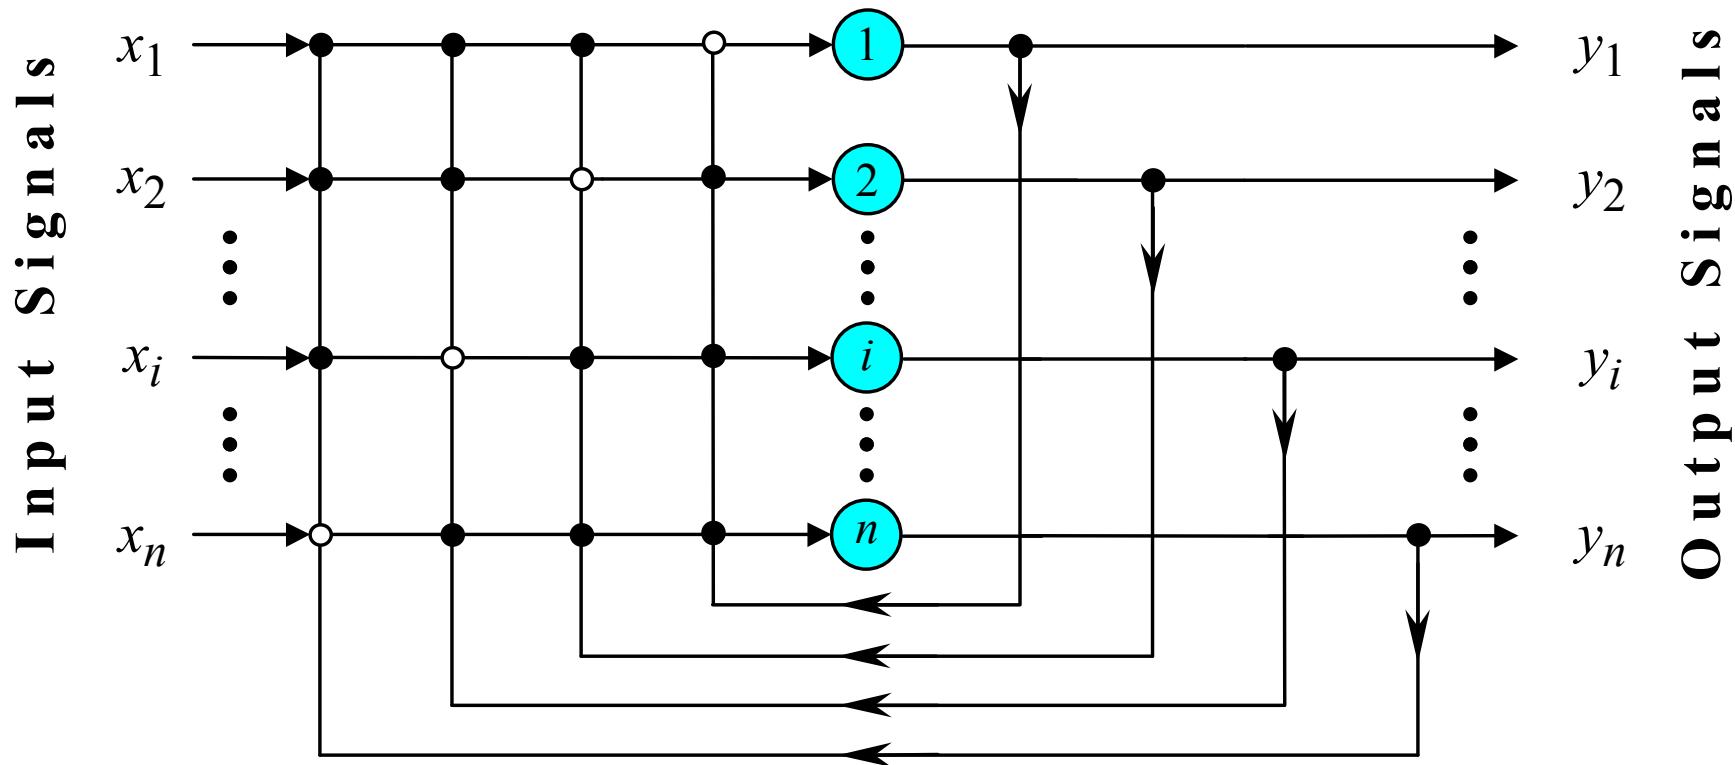 Input Signals
x1 1 y1
x2 2 y2
xi i yi
xn n yn
Output Signals